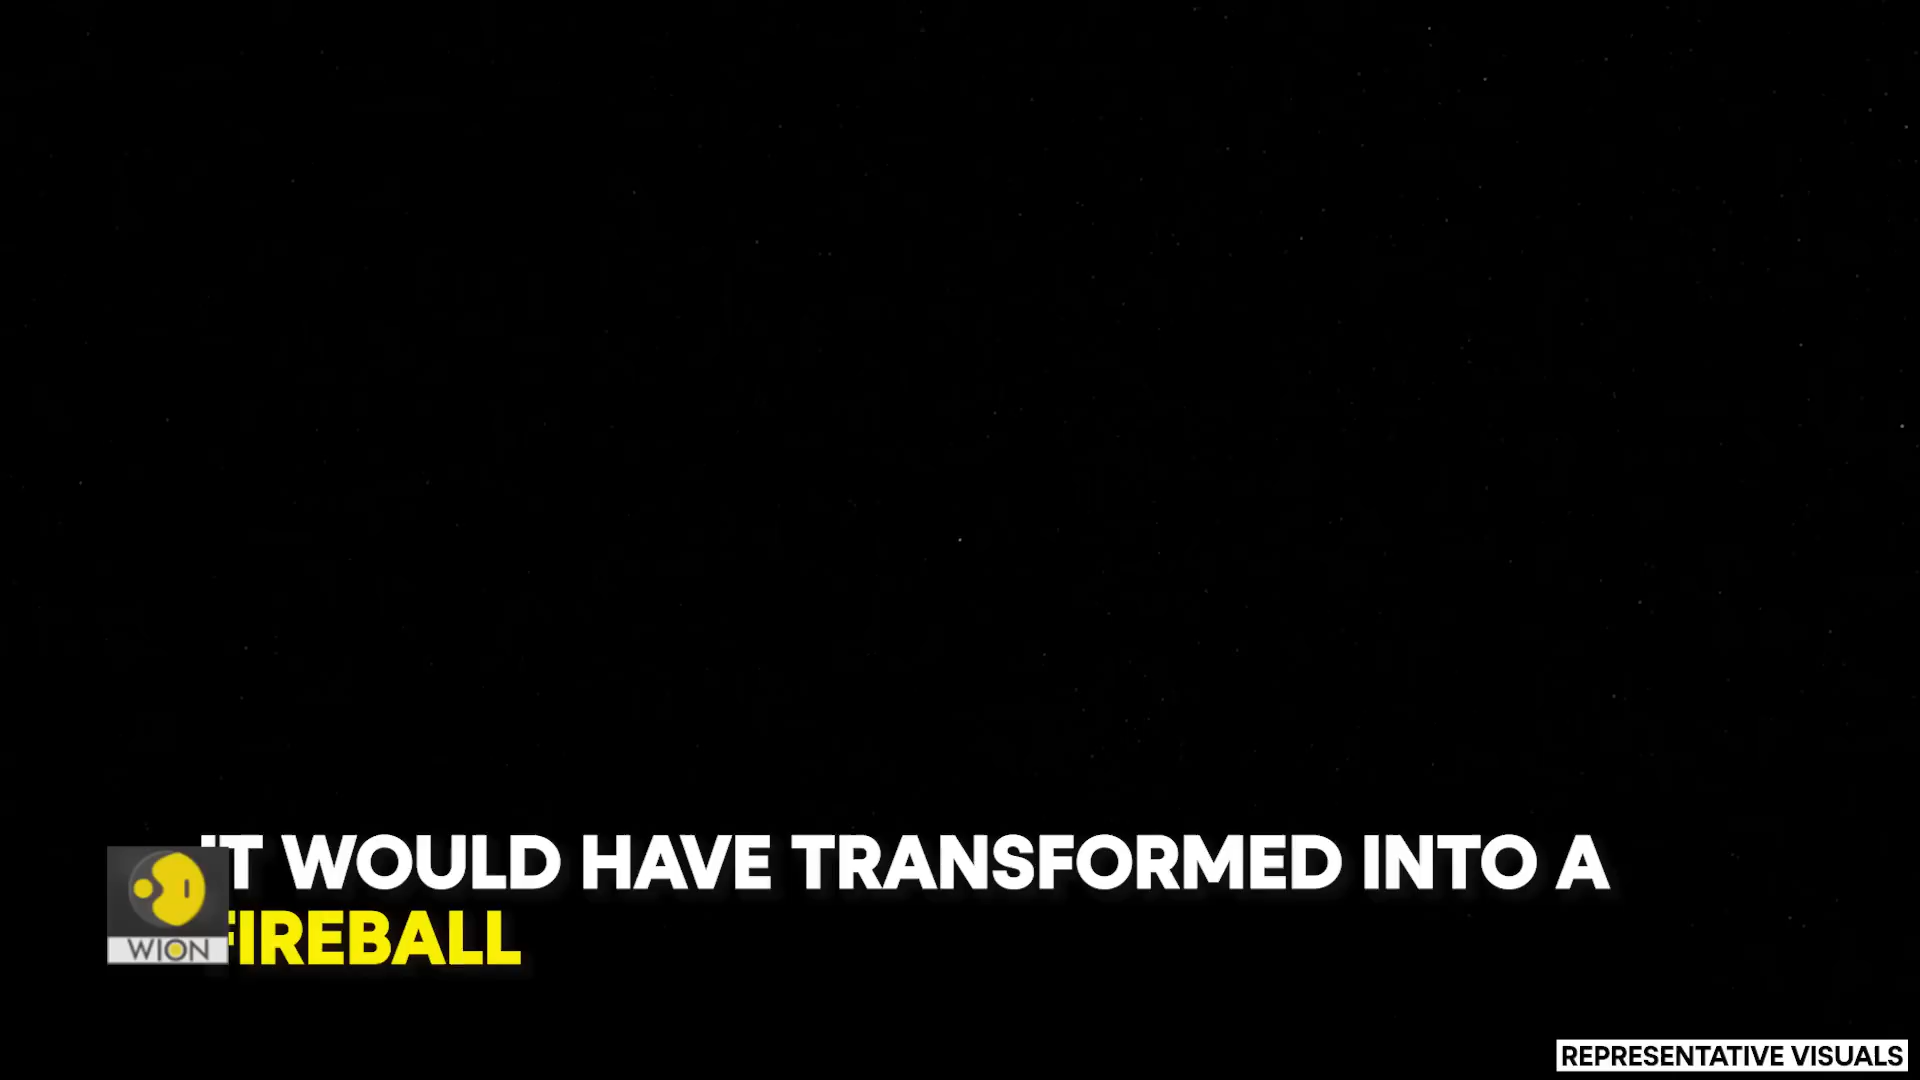 IT WOULD HAVE TRANSFORMED INTO A
FIREBALL
WION
REPRESENTATIVE VISUALS